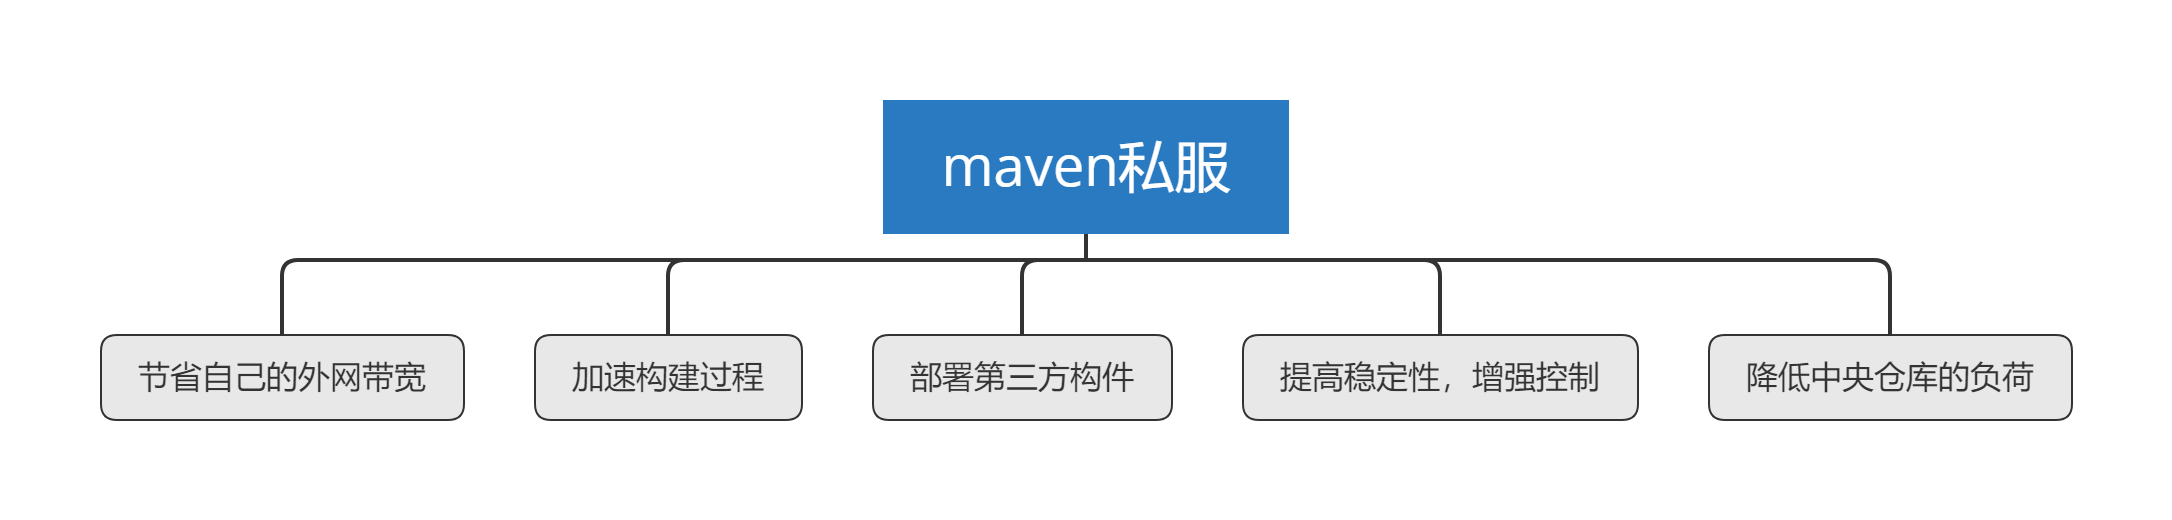 maven私服
节省自己的外网带宽
加速构建过程
部署第三方构件
提高稳定性，增强控制
降低中央仓库的负荷